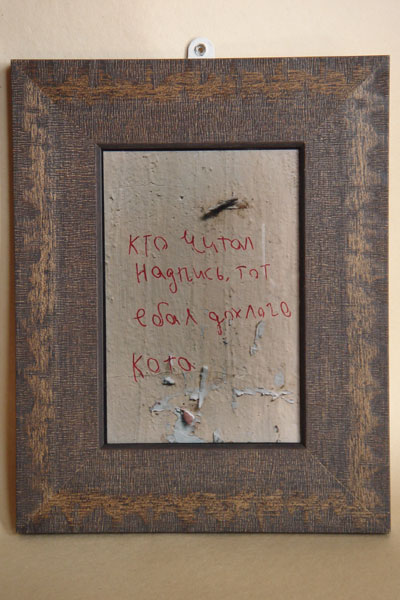 кто читал
надпись, тот
ебал дохлого
кота.